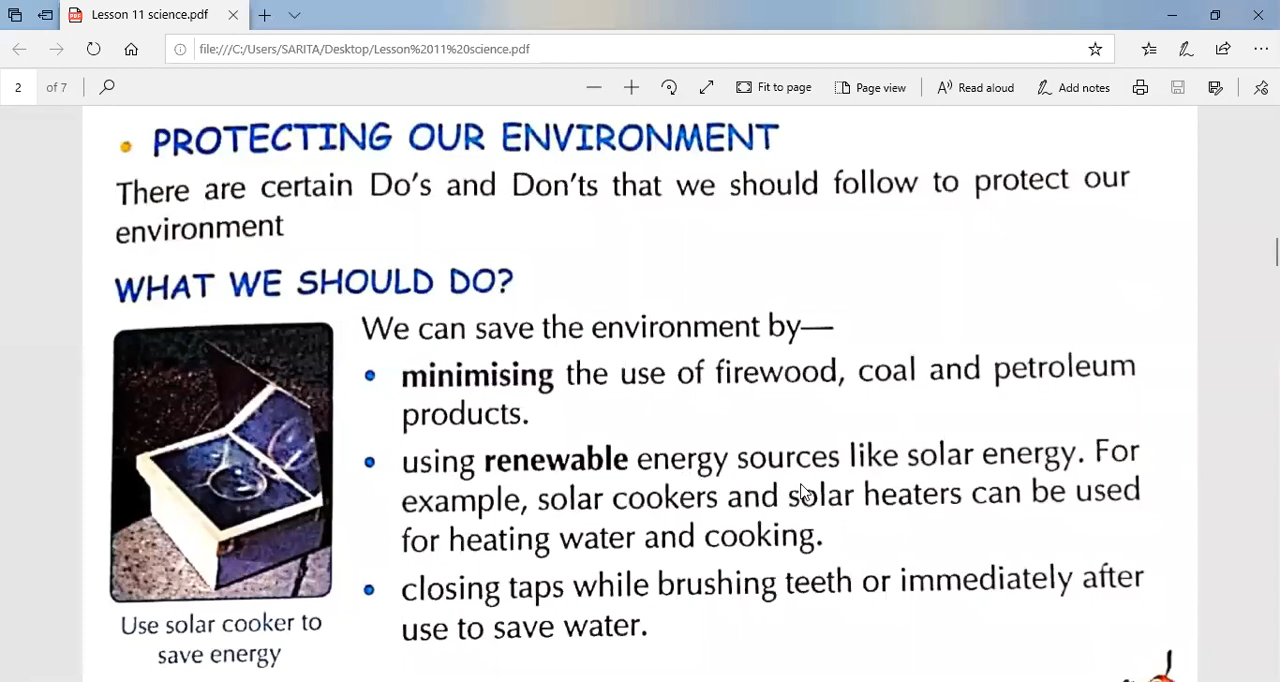 Lesson 11 science.pdf
file:///C:/Users/SARITA/Desktop/Lesson%2011%20science.pdf
2 of 7 Fit to page Page view Read aloud Add notes
• PROTECTING OUR ENVIRONMENT
There are certain Do's and Don'ts that we should follow to protect our
environment
WHAT WE SHOULD DO?
We can save the environment by—
• minimising the use of firewood, coal and petroleum
products.
• using renewable energy sources like solar energy. For
example, solar cookers and solar heaters can be used
for heating water and cooking.
• closing taps while brushing teeth or immediately after
use to save water.
Use solar cooker to
save energy